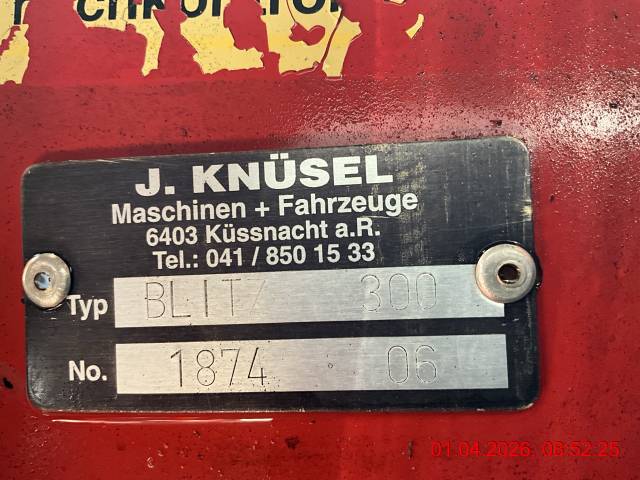 J. KNÜSEL
Maschinen + Fahrzeuge
6403 Küssnacht a.R.
Tel.: 041 / 850 15 33
Typ BLITZ 300
No. 1874 06
01.04.2026 08:52:25